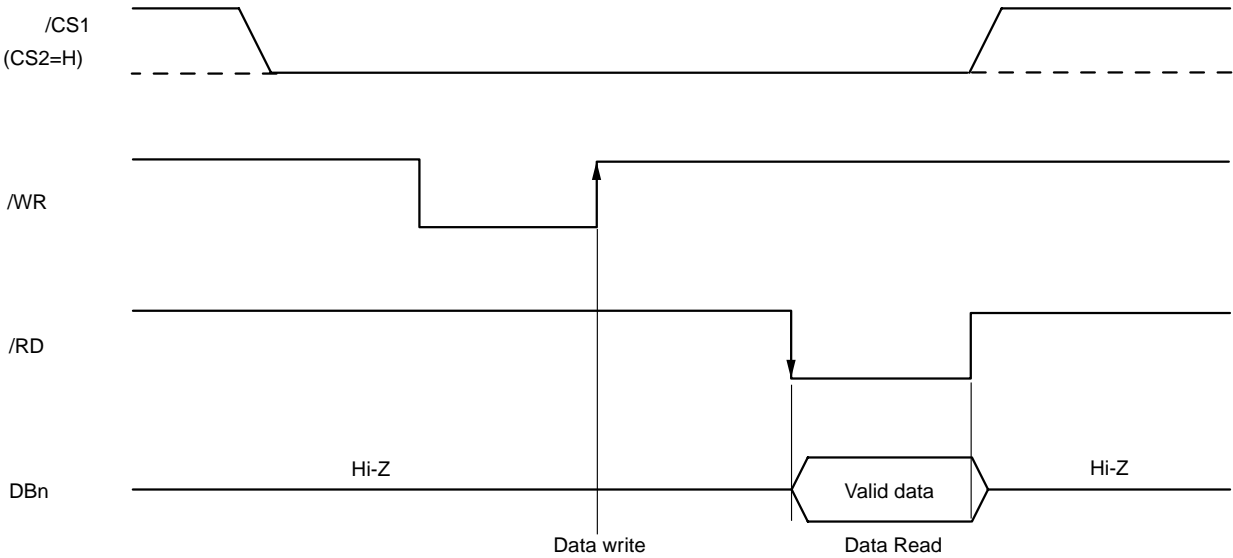 /CS1
(CS2=H)
/WR
/RD
Hi-Z
Hi-Z
DBn
Valid data
Data write
Data Read